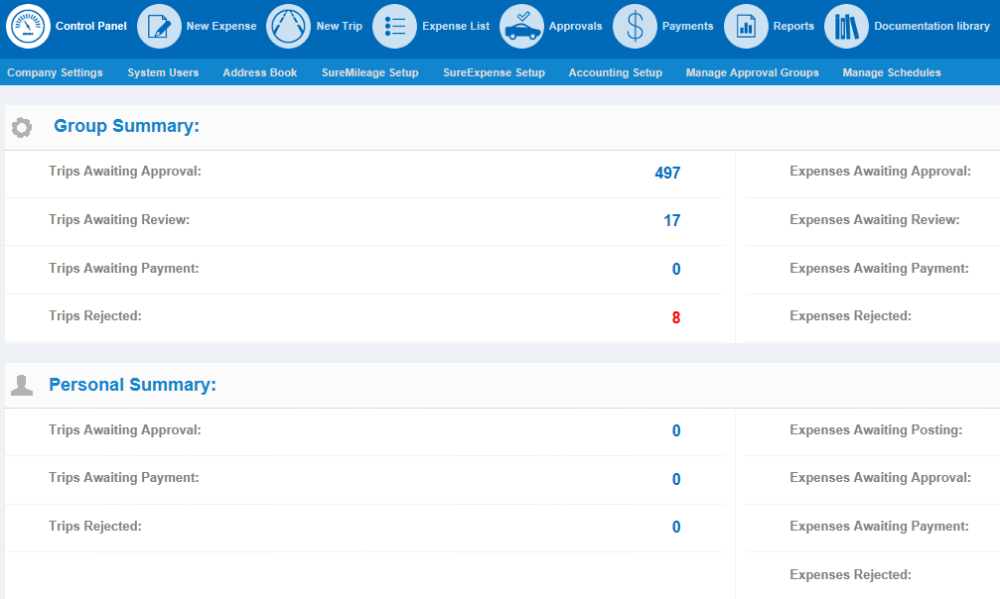 Control Panel New Expense New Trip Expense List Approvals $ Payments Reports Documentation library
Company Settings System Users Address Book SureMileage Setup SureExpense Setup Accounting Setup Manage Approval Groups Manage Schedules
Group Summary:
Trips Awaiting Approval: 497 Expenses Awaiting Approval:
Trips Awaiting Review: 17 Expenses Awaiting Review:
Trips Awaiting Payment: 0 Expenses Awaiting Payment:
Trips Rejected: 8 Expenses Rejected:
Personal Summary:
Trips Awaiting Approval: 0 Expenses Awaiting Posting:
Trips Awaiting Payment: 0 Expenses Awaiting Approval:
Trips Rejected: 0 Expenses Awaiting Payment:
Expenses Rejected: